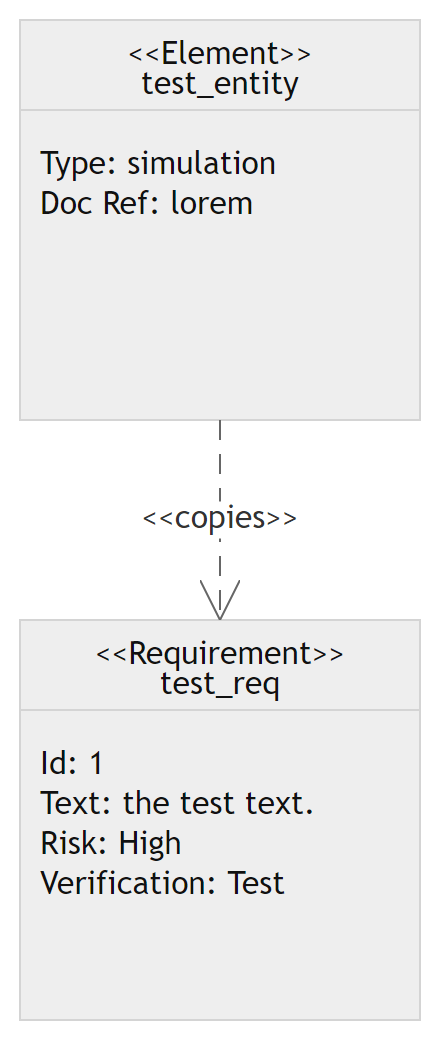 <<Element>>
test_entity
Type: simulation
Doc Ref: lorem
<<copies>>
<<Requirement>>
test_req
Id: 1
Text: the test text.
Risk: High
Verification: Test